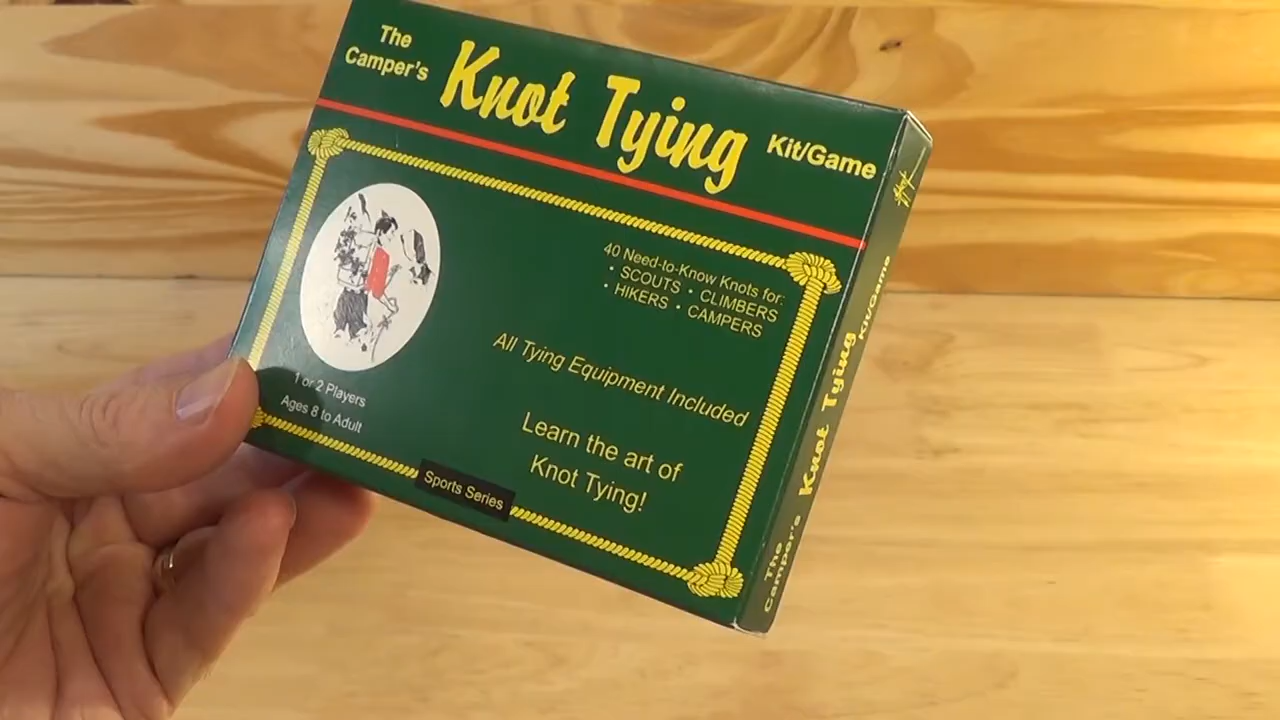 The
Camper's
Knot Tying
Kit/Game
40 Need-to-Know Knots for:
• SCOUTS • CLIMBERS
• HIKERS • CAMPERS
All Tying Equipment Included
Learn the art of
Knot Tying!
1 or 2 Players
Ages 8 to Adult
Sports Series
The
Camper's
Knot Tying
Kit/Game